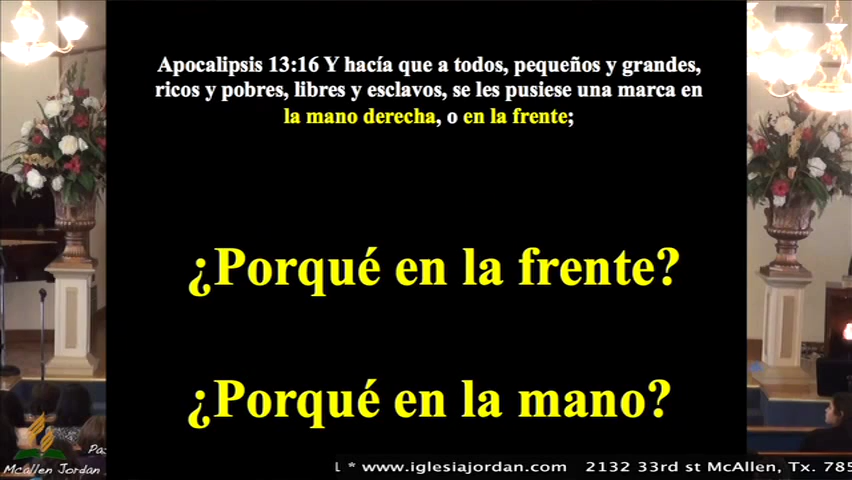 Apocalipsis 13:16 Y hacía que a todos, pequeños y grandes,
ricos y pobres, libres y esclavos, se les pusiese una marca en
la mano derecha, o en la frente;
¿Porqué en la frente?
¿Porqué en la mano?
Mcallen Jordan
* www.iglesiajordan.com 2132 33rd st McAllen, Tx.